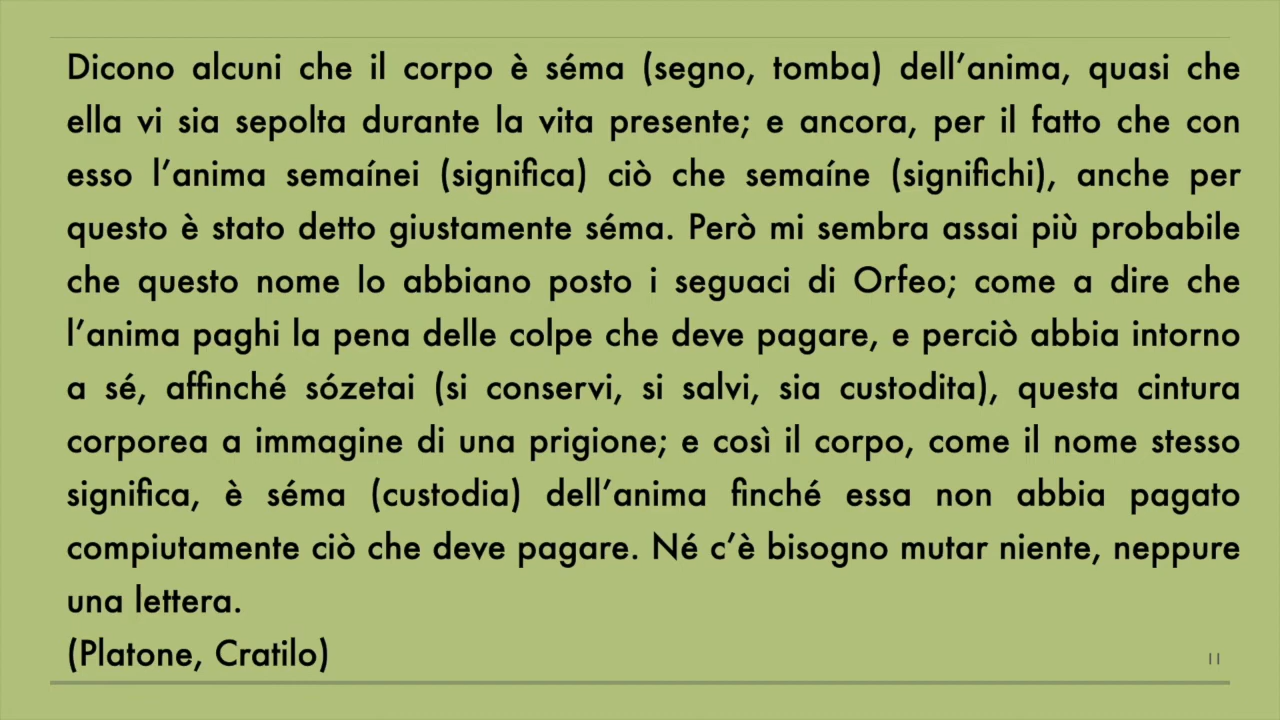 Dicono alcuni che il corpo è séma (segno, tomba) dell’anima, quasi che
ella vi sia sepolta durante la vita presente; e ancora, per il fatto che con
esso l’anima semaínei (significa) ciò che semaíne (significhi), anche per
questo è stato detto giustamente séma. Però mi sembra assai più probabile
che questo nome lo abbiano posto i seguaci di Orfeo; come a dire che
l’anima paghi la pena delle colpe che deve pagare, e perciò abbia intorno
a sé, affinché sózetai (si conservi, si salvi, sia custodita), questa cintura
corporea a immagine di una prigione; e così il corpo, come il nome stesso
significa, è séma (custodia) dell’anima finché essa non abbia pagato
compiutamente ciò che deve pagare. Né c’è bisogno mutar niente, neppure
una lettera.
(Platone, Cratilo)
11